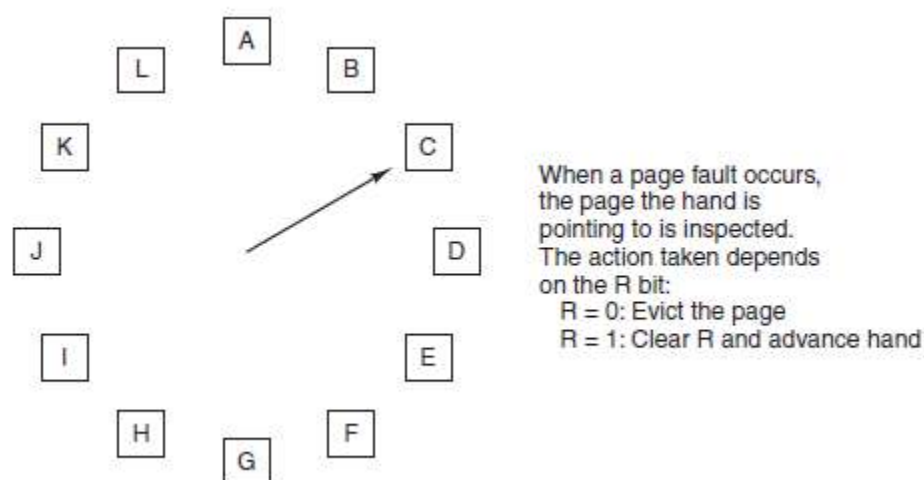 A
L
B
K
C
J
D
I
E
H
F
G
When a page fault occurs,
the page the hand is
pointing to is inspected.
The action taken depends
on the R bit:
R = 0: Evict the page
R = 1: Clear R and advance hand